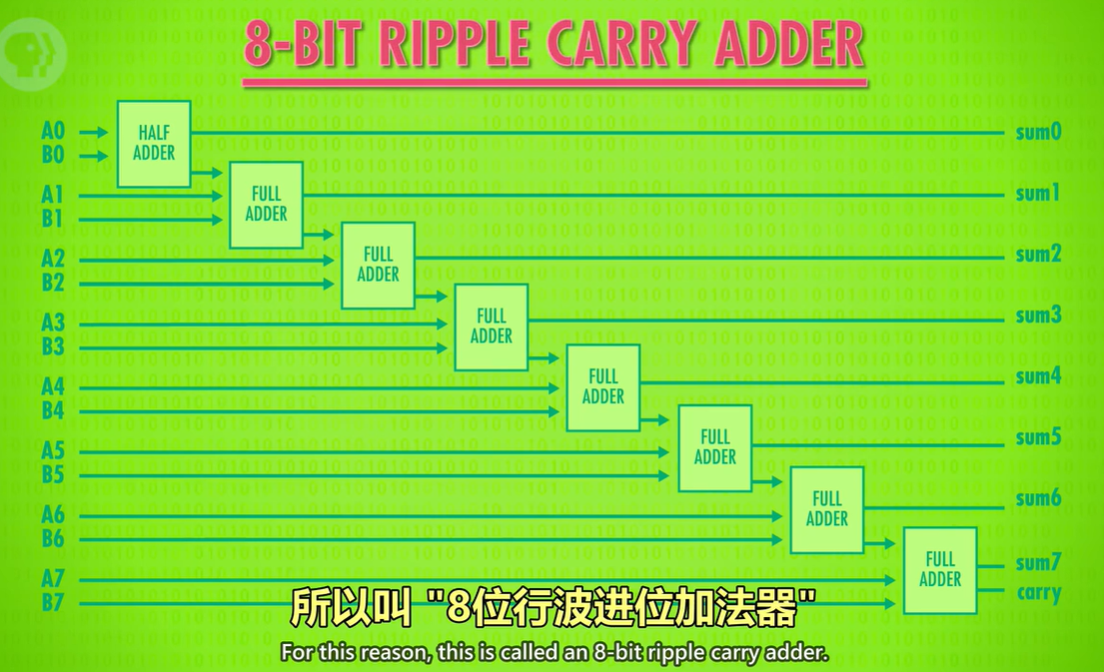 8-BIT RIPPLE CARRY ADDER
A0
B0
HALF
ADDER
sum0
A1
B1
FULL
ADDER
sum1
A2
B2
FULL
ADDER
sum2
A3
B3
FULL
ADDER
sum3
A4
B4
FULL
ADDER
sum4
A5
B5
FULL
ADDER
sum5
A6
B6
FULL
ADDER
sum6
A7
B7
FULL
ADDER
sum7
carry
所以叫 "8位行波进位加法器"
For this reason, this is called an 8-bit ripple carry adder.